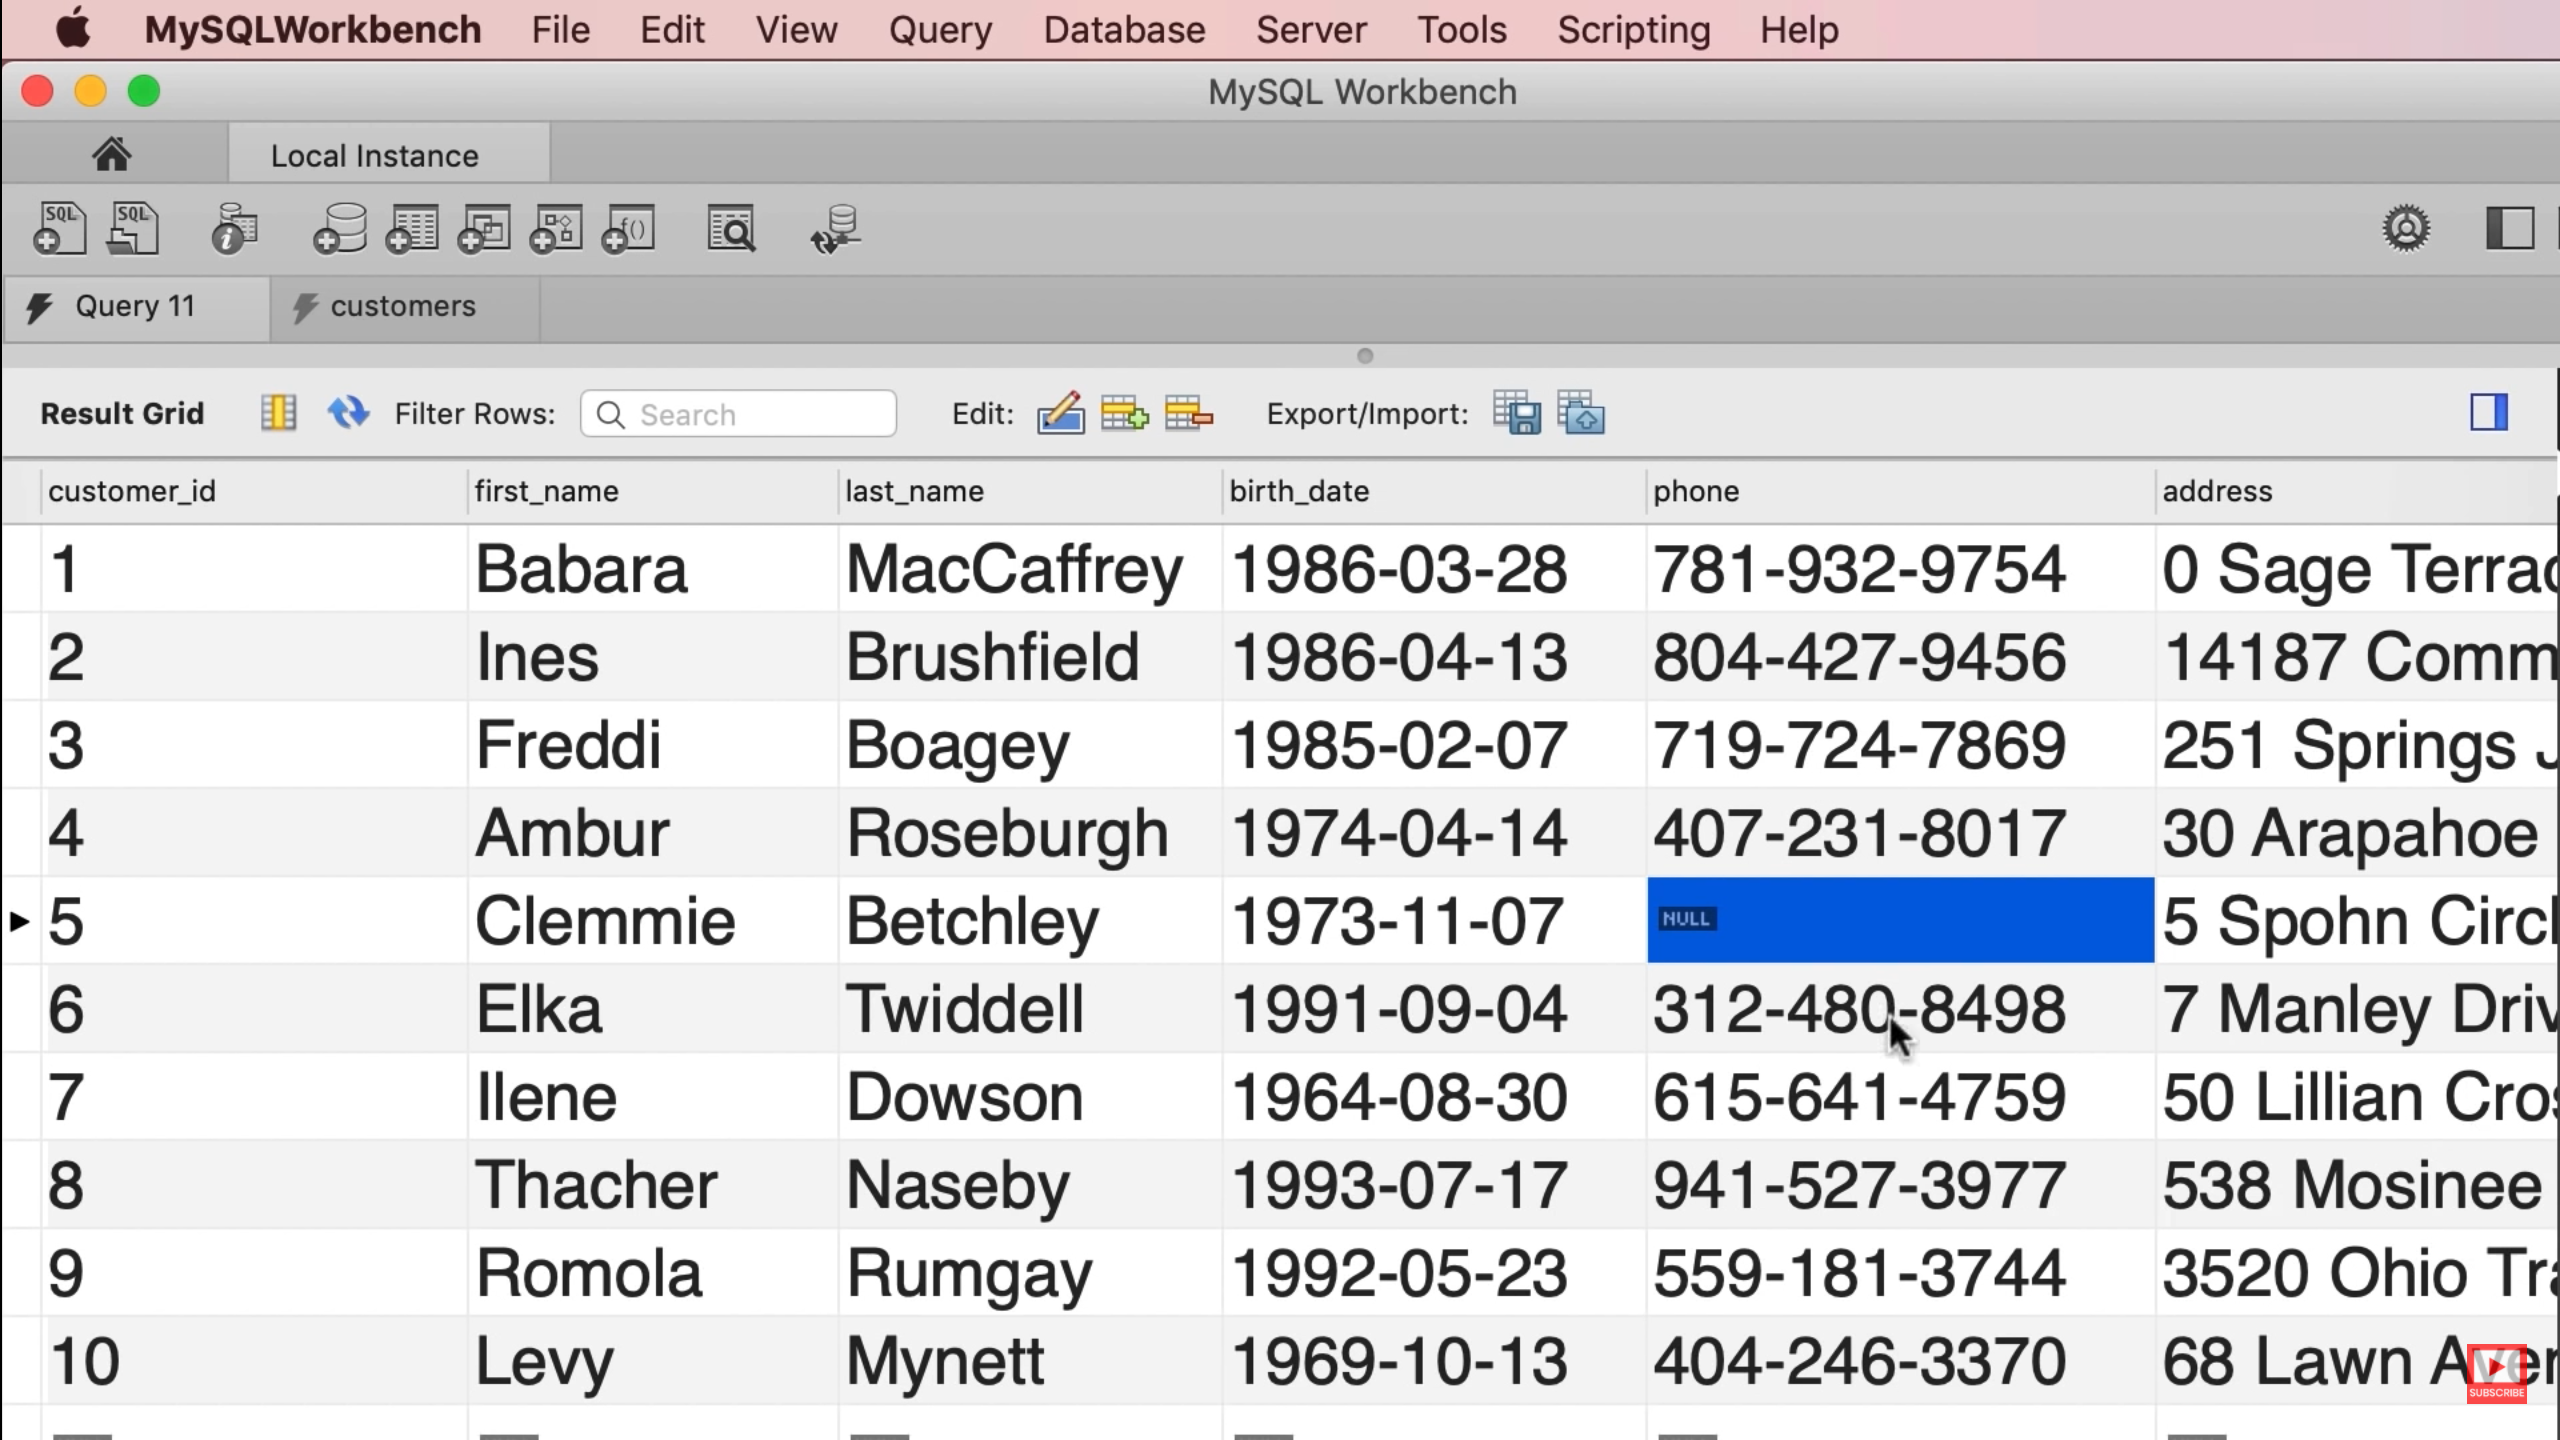 MySQLWorkbench File Edit View Query Database Server Tools Scripting Help
MySQL Workbench
Local Instance
SQL SQL f()
Query 11 customers
Result Grid Filter Rows: Search Edit: Export/Import:
customer_id first_name last_name birth_date phone address
1 Babara MacCaffrey 1986-03-28 781-932-9754 0 Sage Terrac
2 Ines Brushfield 1986-04-13 804-427-9456 14187 Comm
3 Freddi Boagey 1985-02-07 719-724-7869 251 Springs J
4 Ambur Roseburgh 1974-04-14 407-231-8017 30 Arapahoe
5 Clemmie Betchley 1973-11-07 NULL 5 Spohn Circl
6 Elka Twiddell 1991-09-04 312-480-8498 7 Manley Driv
7 Ilene Dowson 1964-08-30 615-641-4759 50 Lillian Cros
8 Thacher Naseby 1993-07-17 941-527-3977 538 Mosinee
9 Romola Rumgay 1992-05-23 559-181-3744 3520 Ohio Tra
10 Levy Mynett 1969-10-13 404-246-3370 68 Lawn Aven
SUBSCRIBE